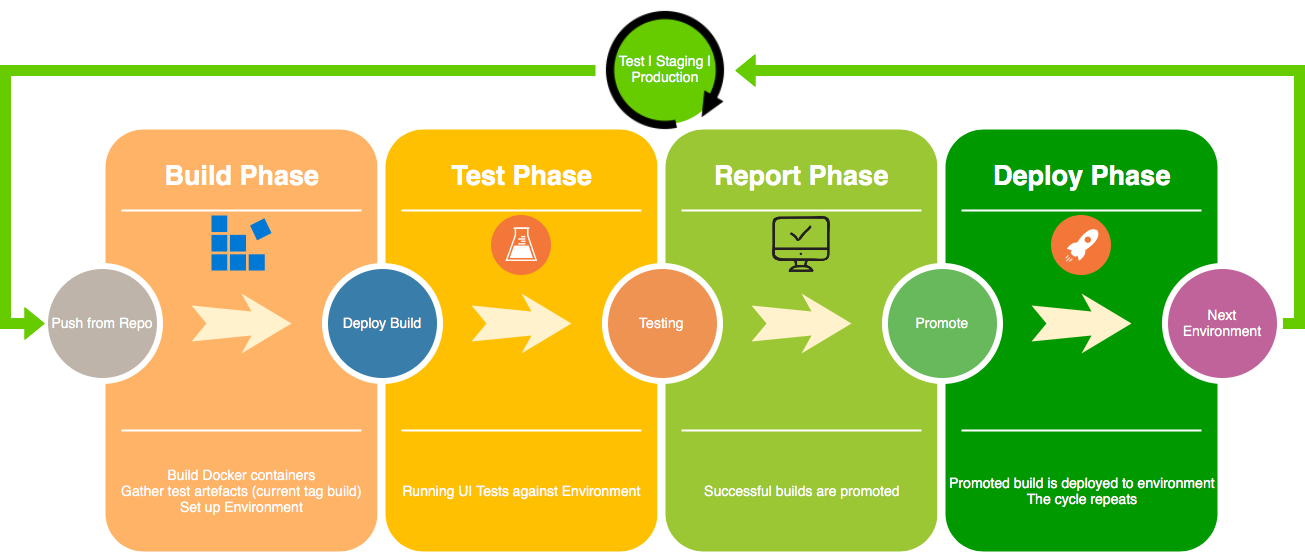 Test | Staging |
Production
Build Phase
Test Phase
Report Phase
Deploy Phase
Push from Repo
Deploy Build
Testing
Promote
Next
Environment
Build Docker containers
Gather test artefacts (current tag build)
Set up Environment
Running UI Tests against Environment
Successful builds are promoted
Promoted build is deployed to environment
The cycle repeats